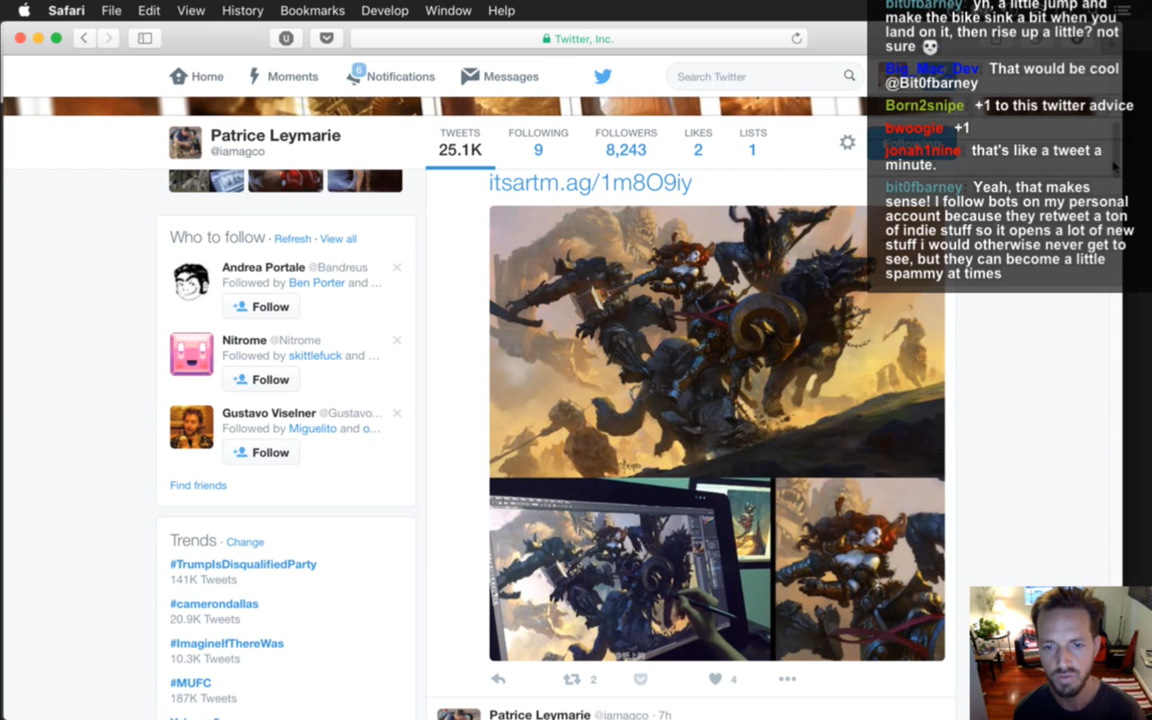 Safari File Edit View History Bookmarks Develop Window Help
Twitter, Inc.
Home Moments 6 Notifications Messages Search Twitter
Patrice Leymarie
@iamagco
TWEETS FOLLOWING FOLLOWERS LIKES LISTS
25.1K 9 8,243 2 1
itsartm.ag/1m8O9iy
Who to follow · Refresh · View all
Andrea Portale @Bandreus
Followed by Ben Porter and ...
Follow
Nitrome @Nitrome
Followed by skittlefuck and ...
Follow
Gustavo Viselner @Gustavo...
Followed by Miguelito and o...
Follow
Find friends
Trends · Change
#TrumpIsDisqualifiedParty
141K Tweets
#camerondallas
20.9K Tweets
#ImagineIfThereWas
10.3K Tweets
#MUFC
187K Tweets
2 4
Patrice Leymarie @iamagco · 7h
bit0fbarney yh, a little jump and
make the bike sink a bit when you
land on it, then rise up a little? not
sure
Big_Mac_Dev: That would be cool
@Bit0fbarney
Born2snipe +1 to this twitter advice
bwoogie +1
jonah1nine that's like a tweet a
minute.
bit0fbarney Yeah, that makes
sense! I follow bots on my personal
account because they retweet a ton
of indie stuff so it opens a lot of new
stuff i would otherwise never get to
see, but they can become a little
spammy at times